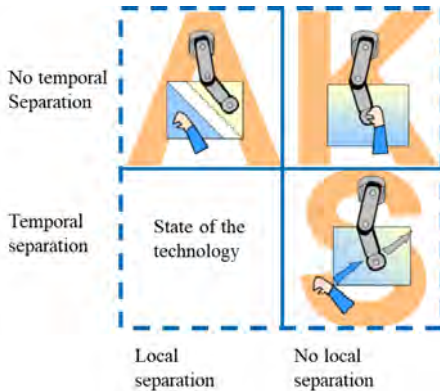 A
K
No temporal
Separation
S
Temporal
separation
State of the
technology
Local
separation
No local
separation